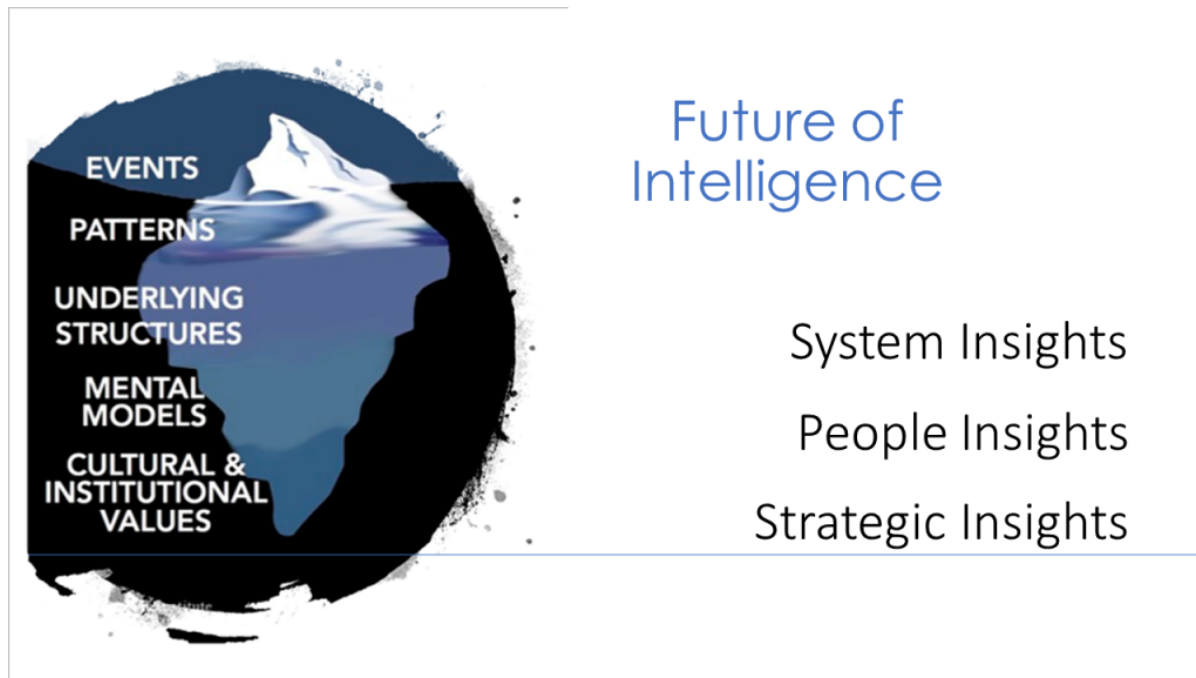 EVENTS
PATTERNS
UNDERLYING
STRUCTURES
MENTAL
MODELS
CULTURAL &
INSTITUTIONAL
VALUES
Future of
Intelligence
System Insights
People Insights
Strategic Insights